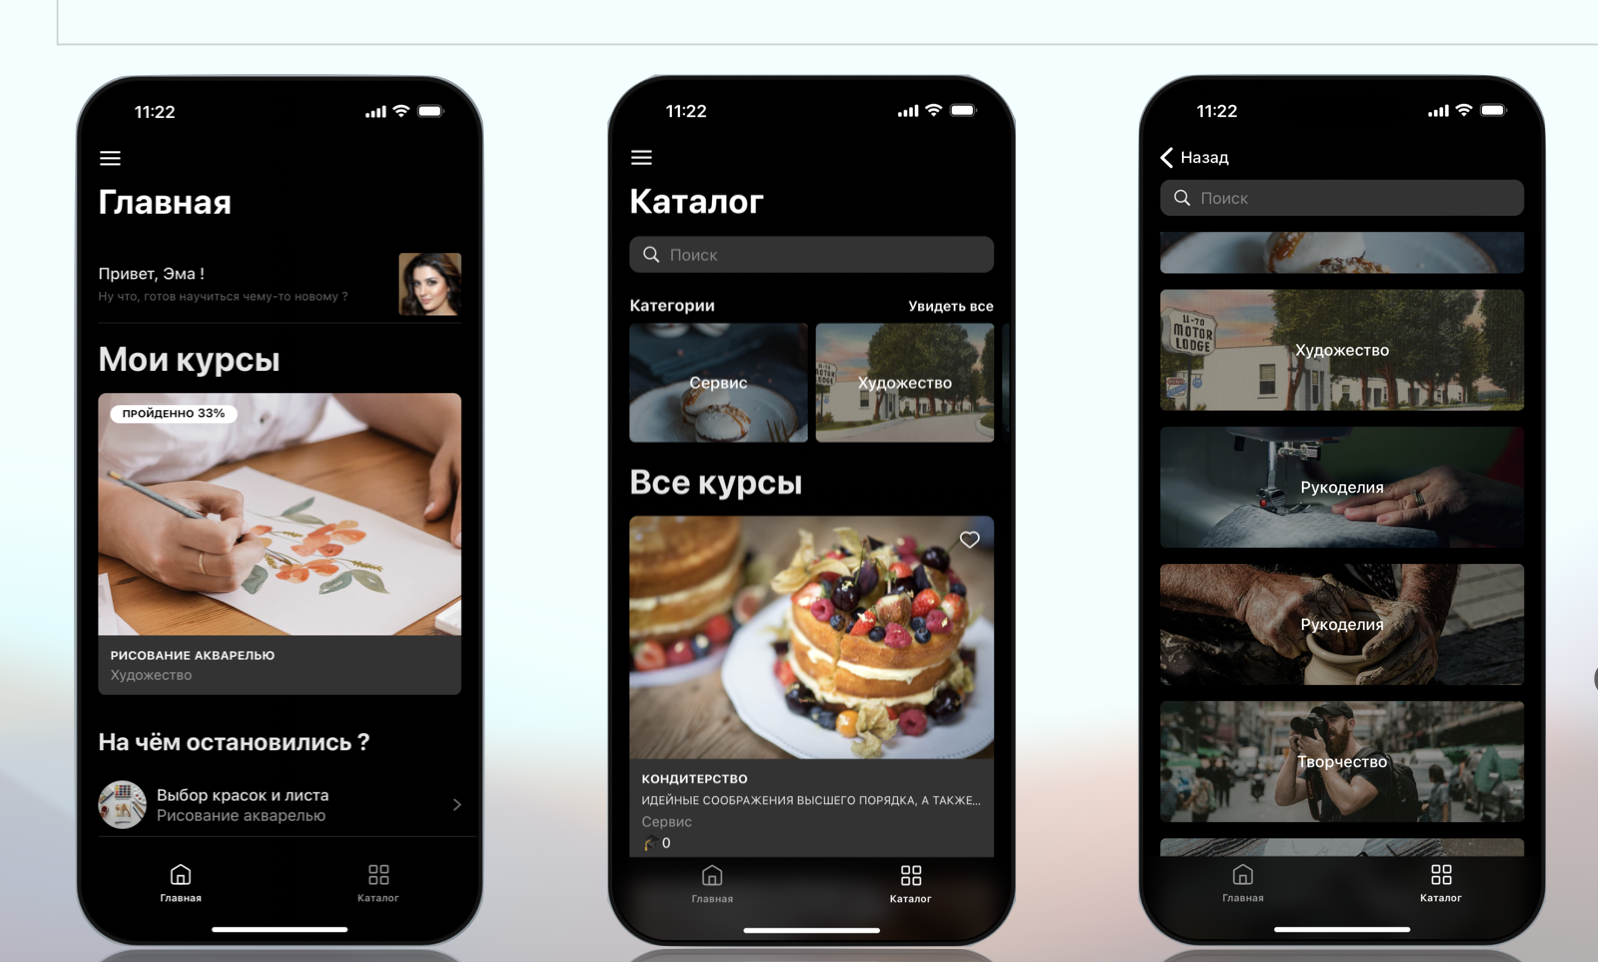 11:22
Главная
Привет, Эма !
Ну что, готов научиться чему-то новому ?
Мои курсы
ПРОЙДЕННО 33%
РИСОВАНИЕ АКВАРЕЛЬЮ
Художество
На чём остановились ?
Выбор красок и листа
Рисование акварелью
Главная
Каталог
11:22
Каталог
Поиск
Категории
Увидеть все
Сервис
MOTOR
LODGE
Художество
Все курсы
КОНДИТЕРСТВО
ИДЕЙНЫЕ СООБРАЖЕНИЯ ВЫСШЕГО ПОРЯДКА, А ТАКЖЕ...
Сервис
0
Главная
Каталог
11:22
Назад
Поиск
11-70
MOTOR
LODGE
Художество
Рукоделия
Рукоделия
Творчество
Главная
Каталог